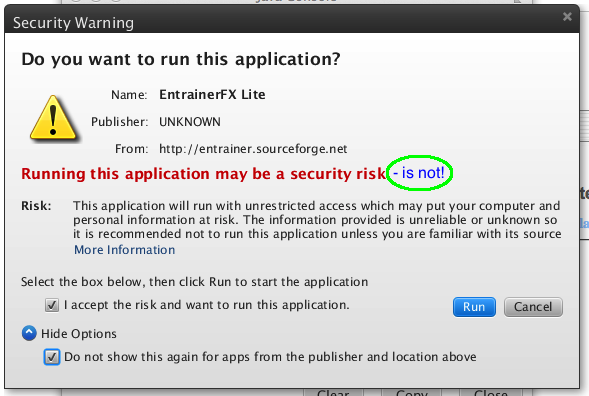 Java Console
Security Warning
Do you want to run this application?
Name: EntrainerFX Lite
Publisher: UNKNOWN
From: http://entrainer.sourceforge.net
Running this application may be a security risk - is not!
Risk: This application will run with unrestricted access which may put your computer and
personal information at risk. The information provided is unreliable or unknown so
it is recommended not to run this application unless you are familiar with its source
More Information
Select the box below, then click Run to start the application
I accept the risk and want to run this application.
Run Cancel
Hide Options
Do not show this again for apps from the publisher and location above
Clear Copy Close